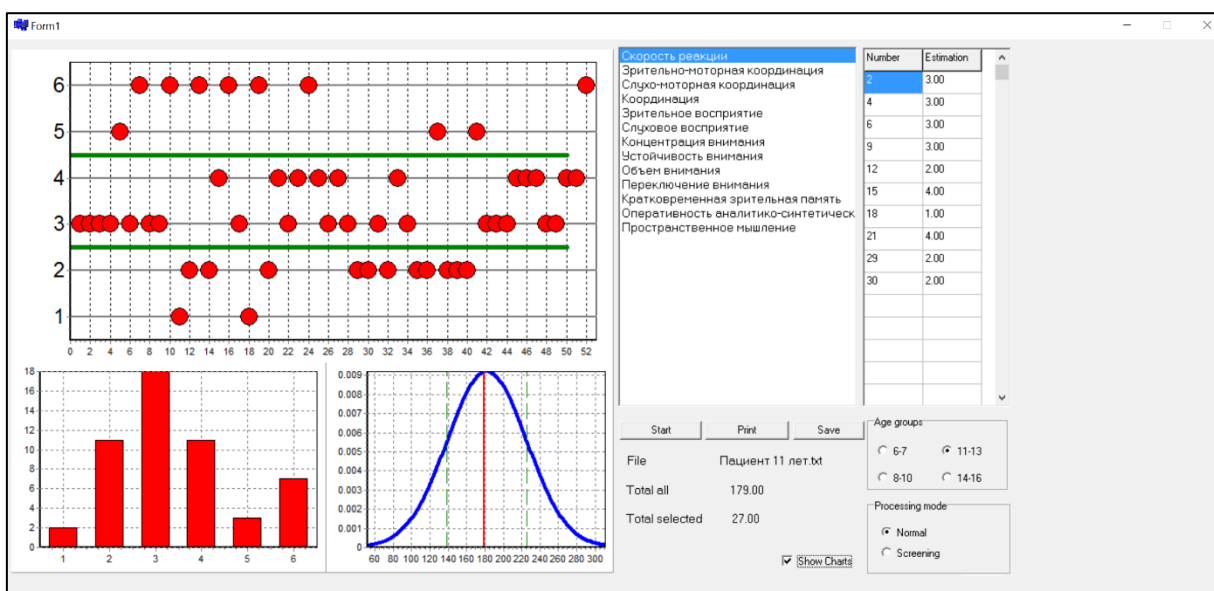 Form1
6
5
4
3
2
1
0 2 4 6 8 10 12 14 16 18 20 22 24 26 28 30 32 34 36 38 40 42 44 46 48 50 52
18
16
14
12
10
8
6
4
2
0
1 2 3 4 5 6
0.009
0.008
0.007
0.006
0.005
0.004
0.003
0.002
0.001
0
60 80 100 120 140 160 180 200 220 240 260 280 300
Скорость реакции
Зрительно-моторная координация
Слухо-моторная координация
Координация
Зрительное восприятие
Слуховое восприятие
Концентрация внимания
Устойчивость внимания
Объем внимания
Переключение внимания
Кратковременная зрительная память
Оперативность аналитико-синтетическ
Пространственное мышление
Number Estimation
2 3.00
4 3.00
6 3.00
9 3.00
12 2.00
15 4.00
18 1.00
21 4.00
29 2.00
30 2.00
Start Print Save
File Пациент 11 лет.txt
Total all 179.00
Total selected 27.00
Show Charts
Age groups
6-7 11-13
8-10 14-16
Processing mode
Normal
Screening